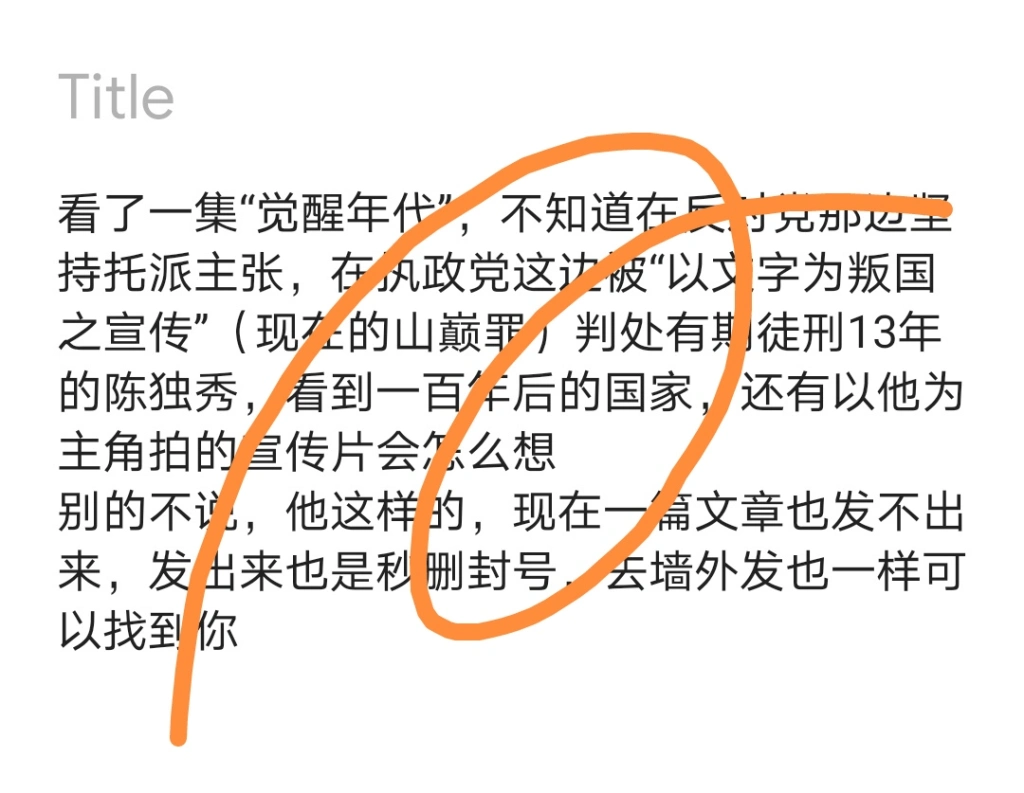 Title
看了一集“觉醒年代”，不知道在反对党那边坚
持托派主张，在执政党这边被“以文字为叛国
之宣传”（现在的山巅罪）判处有期徒刑13年
的陈独秀，看到一百年后的国家，还有以他为
主角拍的宣传片会怎么想
别的不说，他这样的，现在一篇文章也发不出
来，发出来也是秒删封号，去墙外发也一样可
以找到你